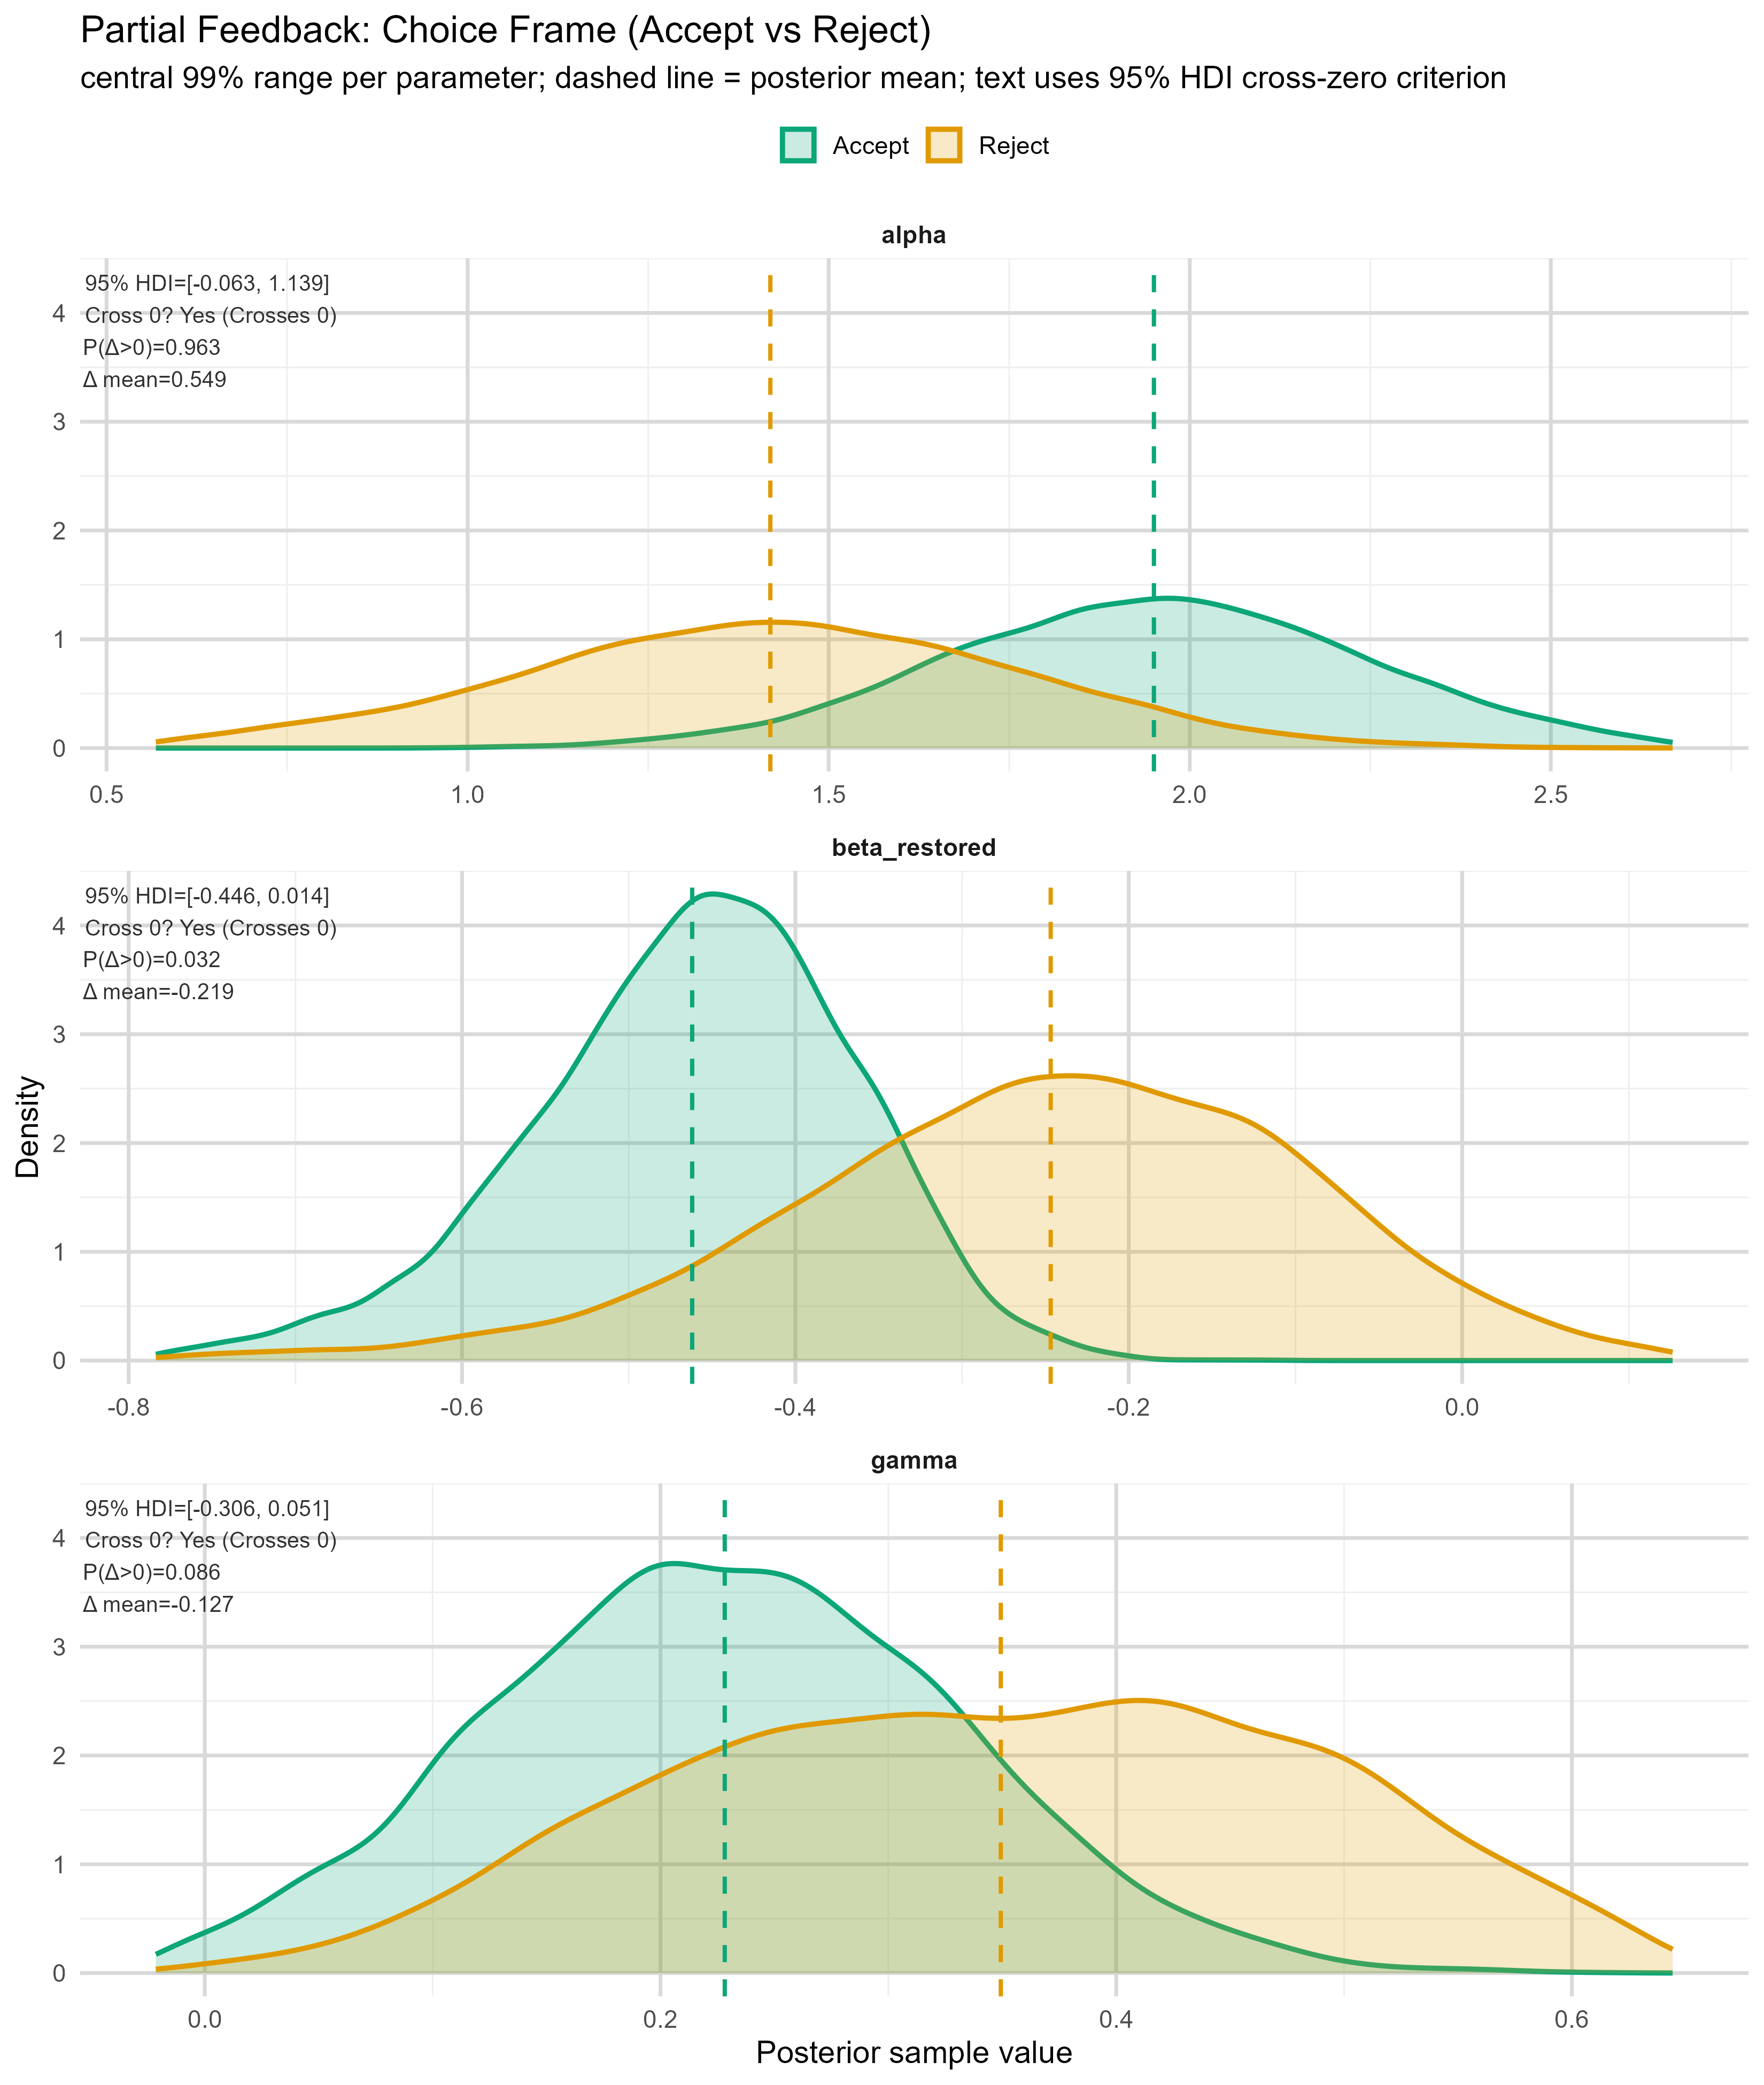 Partial Feedback: Choice Frame (Accept vs Reject)
central 99% range per parameter; dashed line = posterior mean; text uses 95% HDI cross-zero criterion
Accept Reject
alpha
95% HDI=[-0.063, 1.139]
Cross 0? Yes (Crosses 0)
P(Δ>0)=0.963
Δ mean=0.549
4
3
2
1
0
0.5 1.0 1.5 2.0 2.5
beta_restored
95% HDI=[-0.446, 0.014]
Cross 0? Yes (Crosses 0)
P(Δ>0)=0.032
Δ mean=-0.219
4
3
2
1
0
-0.8 -0.6 -0.4 -0.2 0.0
Density
gamma
95% HDI=[-0.306, 0.051]
Cross 0? Yes (Crosses 0)
P(Δ>0)=0.086
Δ mean=-0.127
4
3
2
1
0
0.0 0.2 0.4 0.6
Posterior sample value